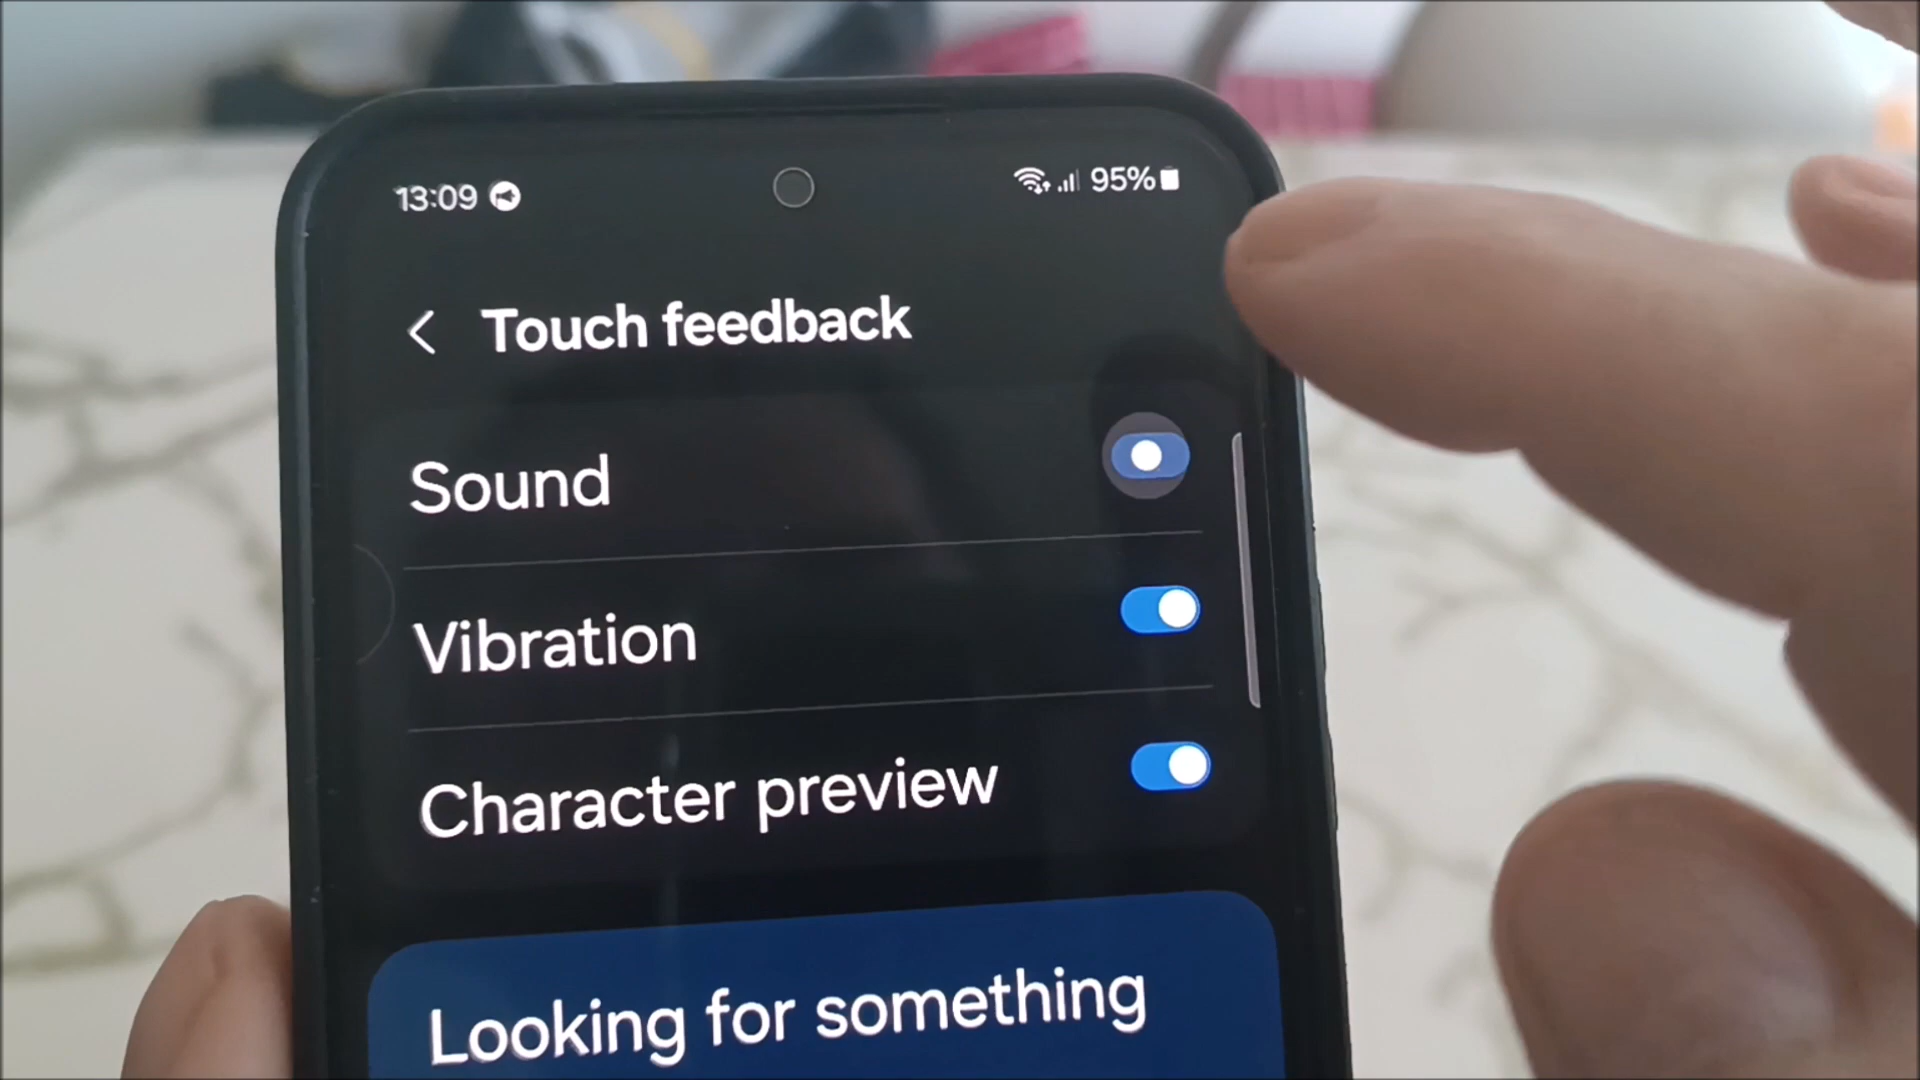 13:09 95%
Touch feedback
Sound
Vibration
Character preview
Looking for something